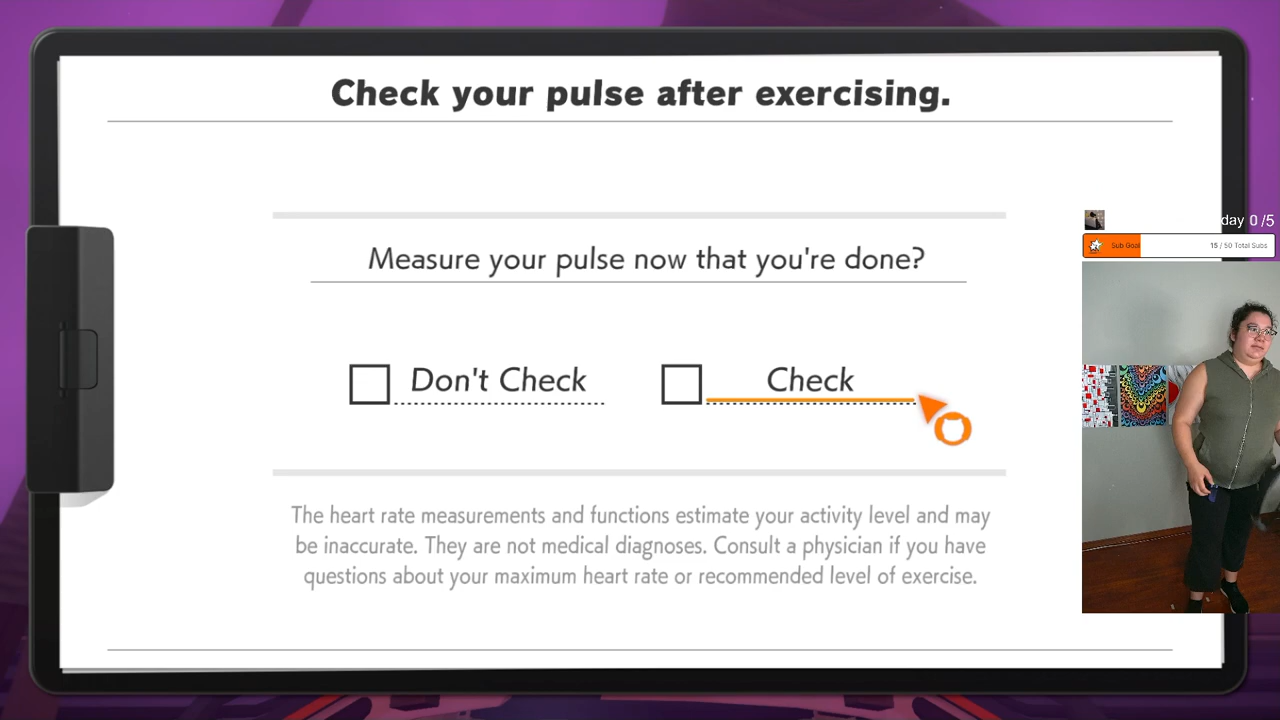 Check your pulse after exercising.
Measure your pulse now that you're done?
Don't Check
Check
The heart rate measurements and functions estimate your activity level and may
be inaccurate. They are not medical diagnoses. Consult a physician if you have
questions about your maximum heart rate or recommended level of exercise.
day 0 /5
Sub Goal
15 / 50 Total Subs